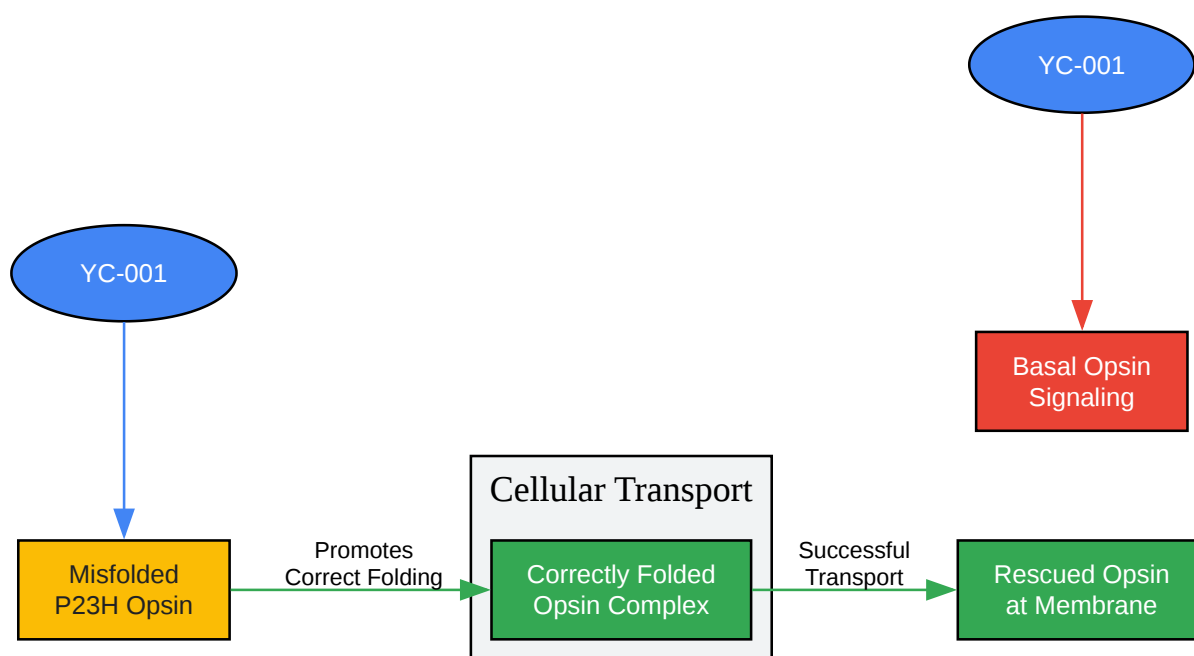 YC-001
YC-001
Basal Opsin
Signaling
Cellular Transport
Misfolded
P23H Opsin
Promotes
Correct Folding
Correctly Folded
Opsin Complex
Successful
Transport
Rescued Opsin
at Membrane